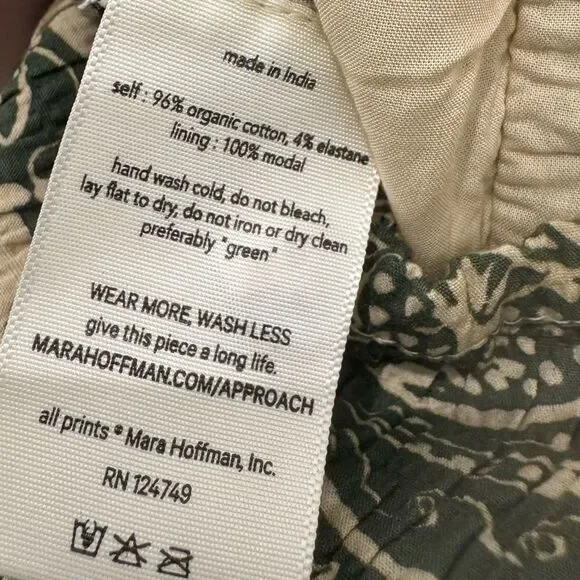 made in India
self : 96% organic cotton, 4% elastane
lining : 100% modal
hand wash cold, do not bleach,
lay flat to dry, do not iron or dry clean
preferably "green"
WEAR MORE, WASH LESS
give this piece a long life.
MARAHOFFMAN.COM/APPROACH
all prints ® Mara Hoffman, Inc.
RN 124749